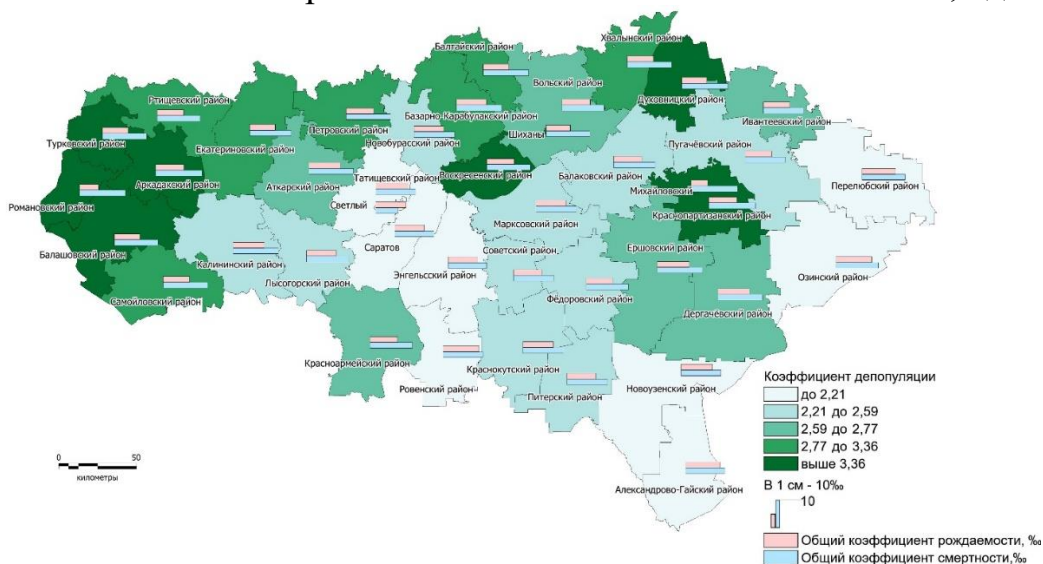 Хвалынский район
Балтайский район
Вольский район
Духовницкий район
Ртищевский район
Базарно-Карабулакский район
Ивантеевский район
Петровский район
Турковский район
Екатериновский район
Новобурасский район
Шиханы
Пугачёвский район
Воскресенский район
Аркадакский район
Аткарский район
Татищевский район
Балаковский район
Перелюбский район
Михайловский
Романовский район
Светлый
Марксовский район
Краснопартизанский район
Балашовский район
Саратов
Советский район
Ершовский район
Калининский район
Энгельсский район
Озинский район
Лысогорский район
Самойловский район
Фёдоровский район
Дергачёвский район
Красноармейский район
Краснокутский район
Ровенский район
Новоузенский район
Питерский район
Александрово-Гайский район
0 50
километры
Коэффициент депопуляции
до 2,21
2,21 до 2,59
2,59 до 2,77
2,77 до 3,36
выше 3,36
В 1 см - 10‰
10
Общий коэффициент рождаемости, ‰
Общий коэффициент смертности,‰